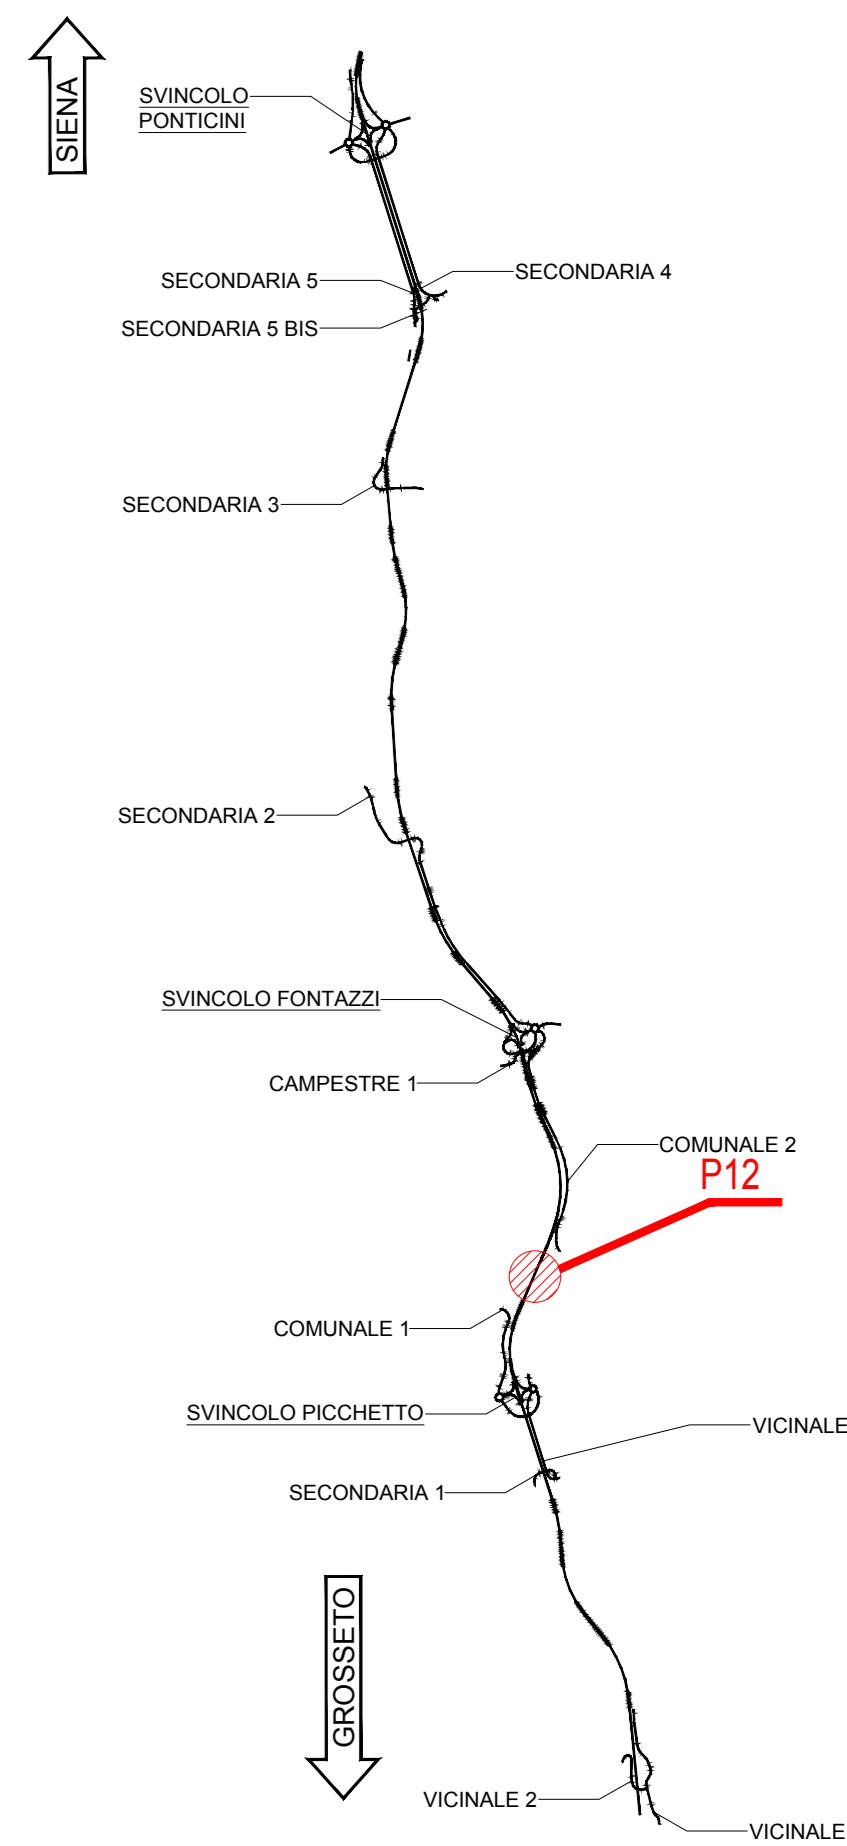 SIENA
SVINCOLO
PONTICINI
SECONDARIA 5
SECONDARIA 4
SECONDARIA 5 BIS
SECONDARIA 3
SECONDARIA 2
SVINCOLO FONTAZZI
CAMPESTRE 1
COMUNALE 2
P12
COMUNALE 1
SVINCOLO PICCHETTO
VICINALE
SECONDARIA 1
GROSSETO
VICINALE 2
VICINALE